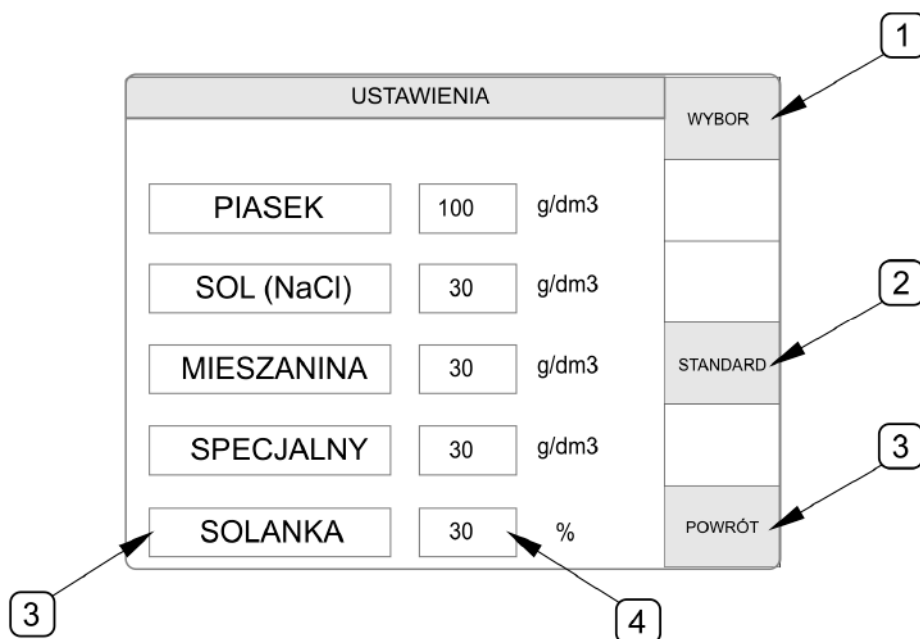 1
USTAWIENIA
WYBOR
PIASEK 100 g/dm3
SOL (NaCl) 30 g/dm3
2
MIESZANINA 30 g/dm3
STANDARD
SPECJALNY 30 g/dm3
3
SOLANKA 30 %
POWRÓT
3
4